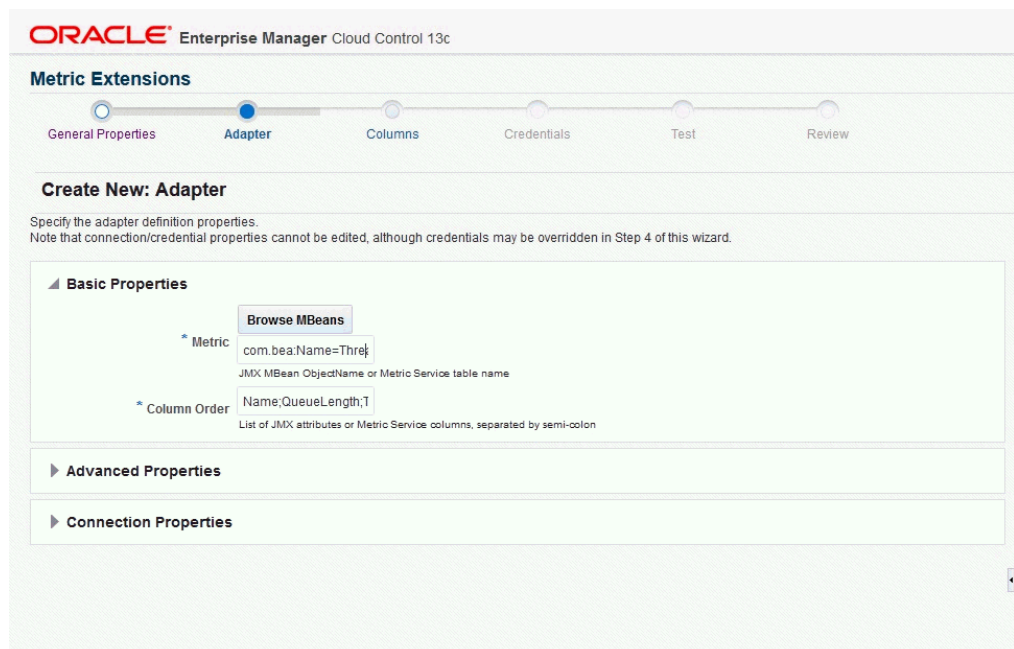 ORACLE Enterprise Manager Cloud Control 13c
Metric Extensions
General Properties Adapter Columns Credentials Test Review
Create New: Adapter
Specify the adapter definition properties.
Note that connection/credential properties cannot be edited, although credentials may be overridden in Step 4 of this wizard.
Basic Properties
Browse MBeans
* Metric com.bea:Name=Threa
JMX MBean ObjectName or Metric Service table name
* Column Order Name;QueueLength;T
List of JMX attributes or Metric Service columns, separated by semi-colon
Advanced Properties
Connection Properties